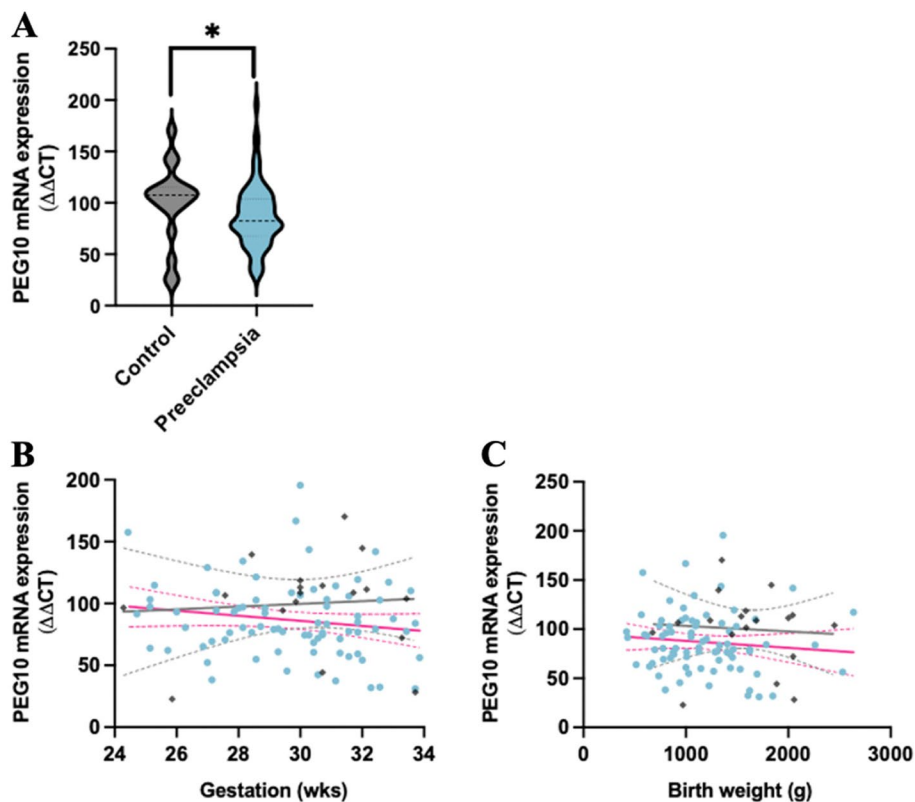 A
*
PEG10 mRNA expression
(ΔΔCT)
250
200
150
100
50
0
Control
Preeclampsia
B
PEG10 mRNA expression
(ΔΔCT)
200
150
100
50
0
24
26
28
30
32
34
Gestation (wks)
C
PEG10 mRNA expression
(ΔΔCT)
250
200
150
100
50
0
0
1000
2000
3000
Birth weight (g)